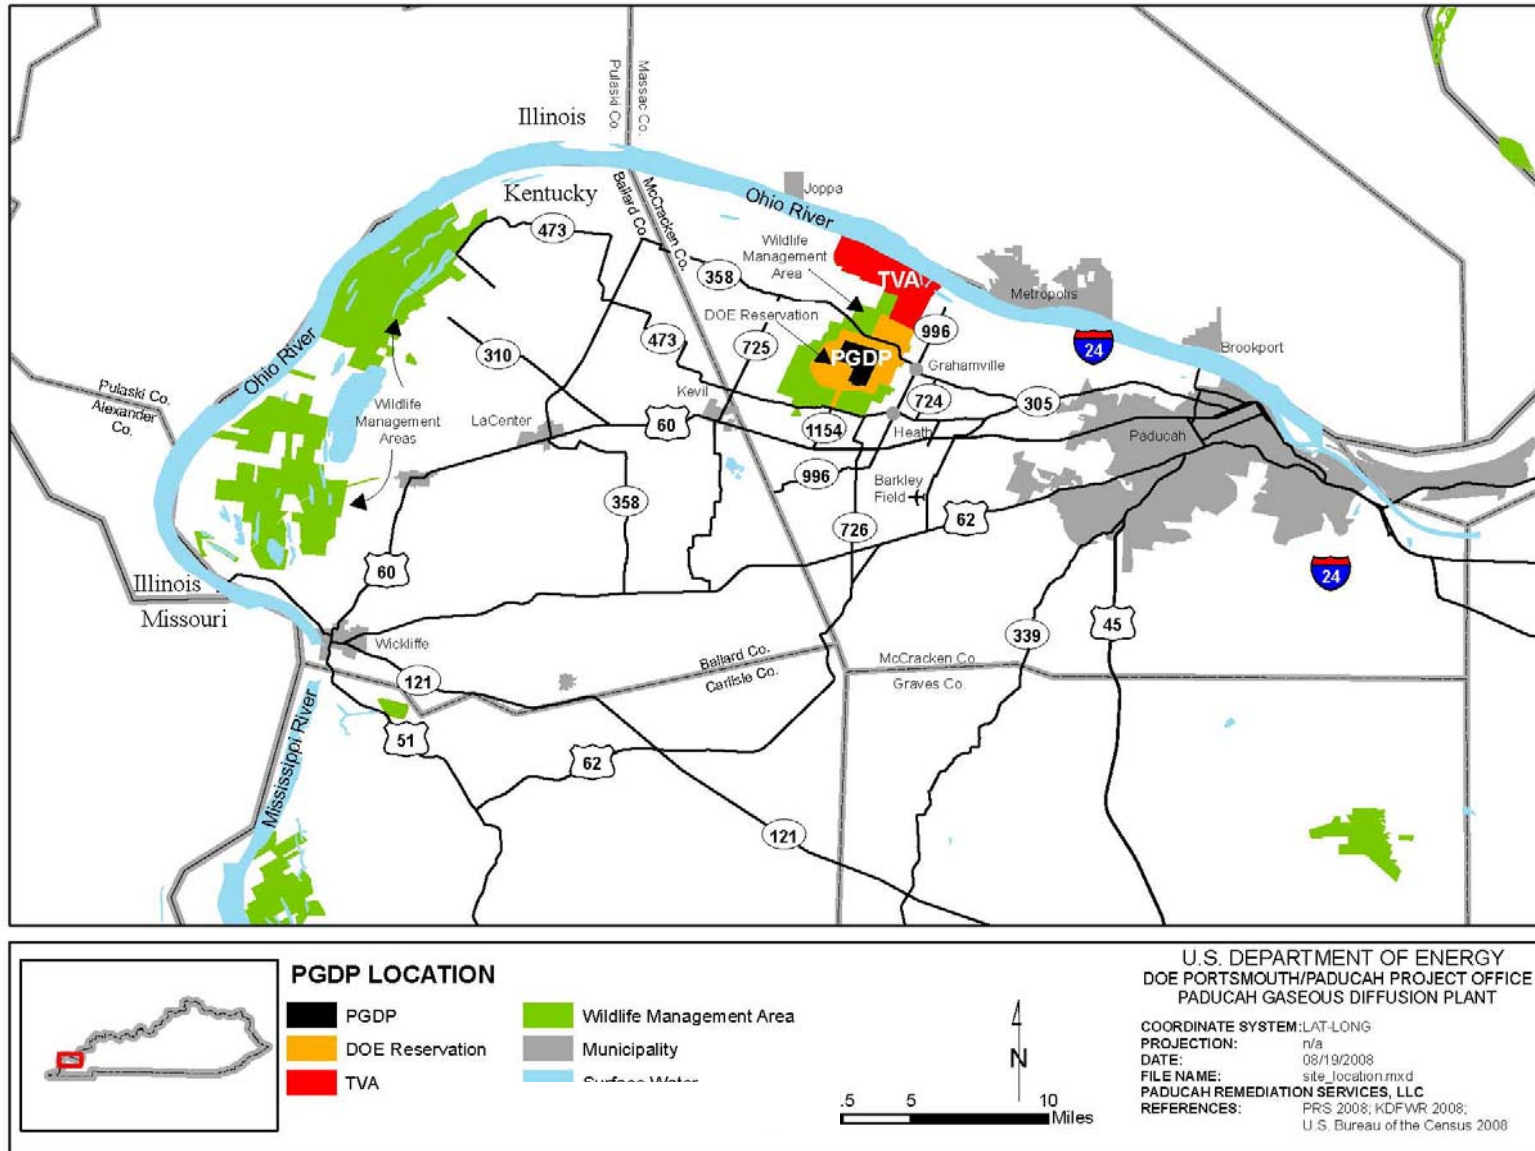 Illinois
Pulaski Co.
Massac Co.
Kentucky
Ballard Co.
McCracken Co.
Ohio River
Joppa
473
358
Wildlife
Management
Area
TVA
DOE Reservation
PGDP
996
Metropolis
24
Brookport
Grahamville
Ohio River
310
473
725
Kevil
724
305
Pulaski Co.
Alexander
Co.
Wildlife
Management
Areas
LaCenter
60
1154
Heath
Paducah
996
Barkley
Field
358
726
62
60
24
Illinois
Missouri
Wickliffe
339
45
Ballard Co.
Carlisle Co.
McCracken Co
Graves Co.
121
Mississippi River
51
62
121
PGDP LOCATION
PGDP
DOE Reservation
TVA
Wildlife Management Area
Municipality
Surface Water
N
.5 5 10
Miles
U.S. DEPARTMENT OF ENERGY
DOE PORTSMOUTH/PADUCAH PROJECT OFFICE
PADUCAH GASEOUS DIFFUSION PLANT
COORDINATE SYSTEM: LAT-LONG
PROJECTION: n/a
DATE: 08/19/2008
FILE NAME: site_location.mxd
PADUCAH REMEDIATION SERVICES, LLC
REFERENCES: PRS 2008; KDFWR 2008;
U.S. Bureau of the Census 2008